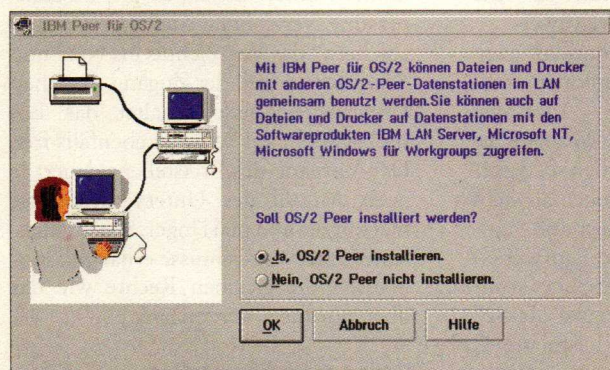 IBM Peer für OS/2
Mit IBM Peer für OS/2 können Dateien und Drucker
mit anderen OS/2-Peer-Datenstationen im LAN
gemeinsam benutzt werden.Sie können auch auf
Dateien und Drucker auf Datenstationen mit den
Softwareprodukten IBM LAN Server, Microsoft NT,
Microsoft Windows für Workgroups zugreifen.
Soll OS/2 Peer installiert werden?
Ja, OS/2 Peer installieren.
Nein, OS/2 Peer nicht installieren.
OK
Abbruch
Hilfe